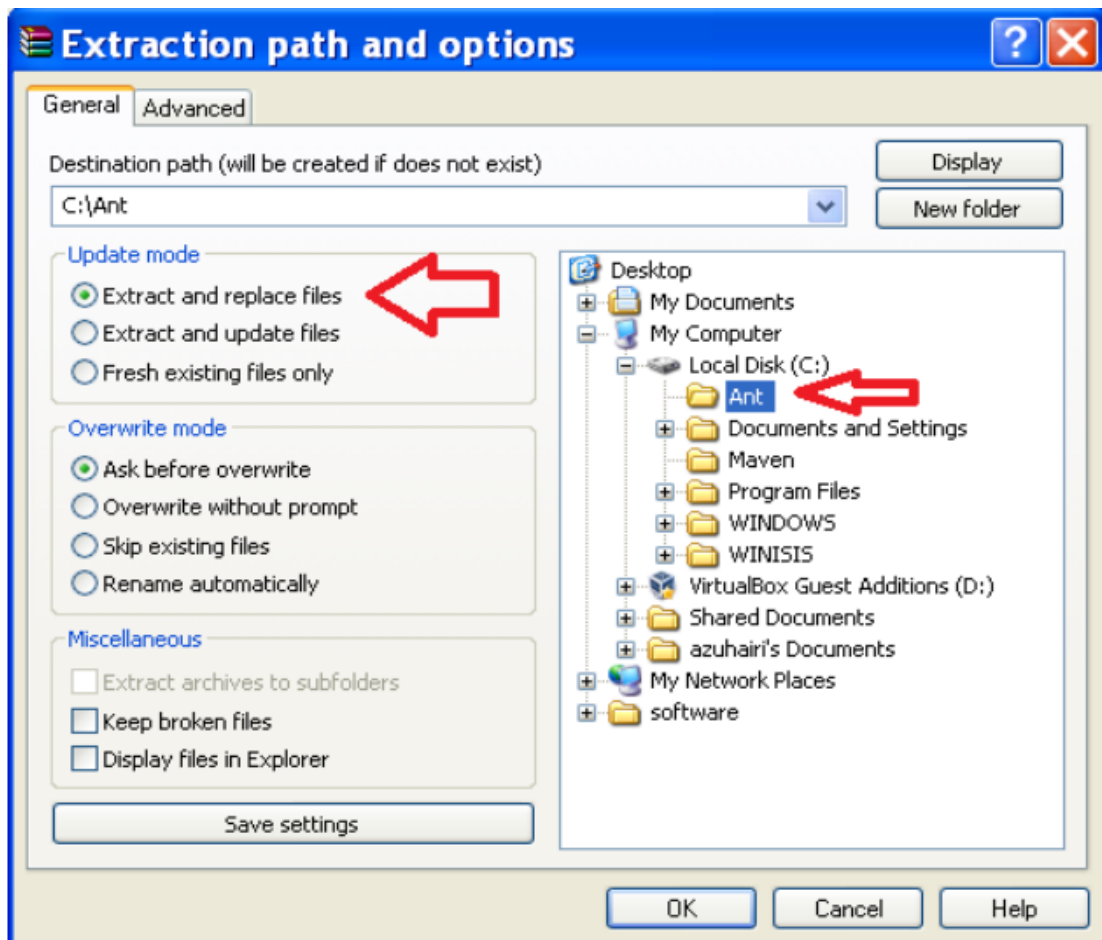 Extraction path and options
General
Advanced
Destination path (will be created if does not exist)
Display
C:\Ant
New folder
Update mode
Extract and replace files
Extract and update files
Fresh existing files only
Overwrite mode
Ask before overwrite
Overwrite without prompt
Skip existing files
Rename automatically
Miscellaneous
Extract archives to subfolders
Keep broken files
Display files in Explorer
Save settings
Desktop
My Documents
My Computer
Local Disk (C:)
Ant
Documents and Settings
Maven
Program Files
WINDOWS
WINISIS
VirtualBox Guest Additions (D:)
Shared Documents
azuhairi's Documents
My Network Places
software
OK
Cancel
Help